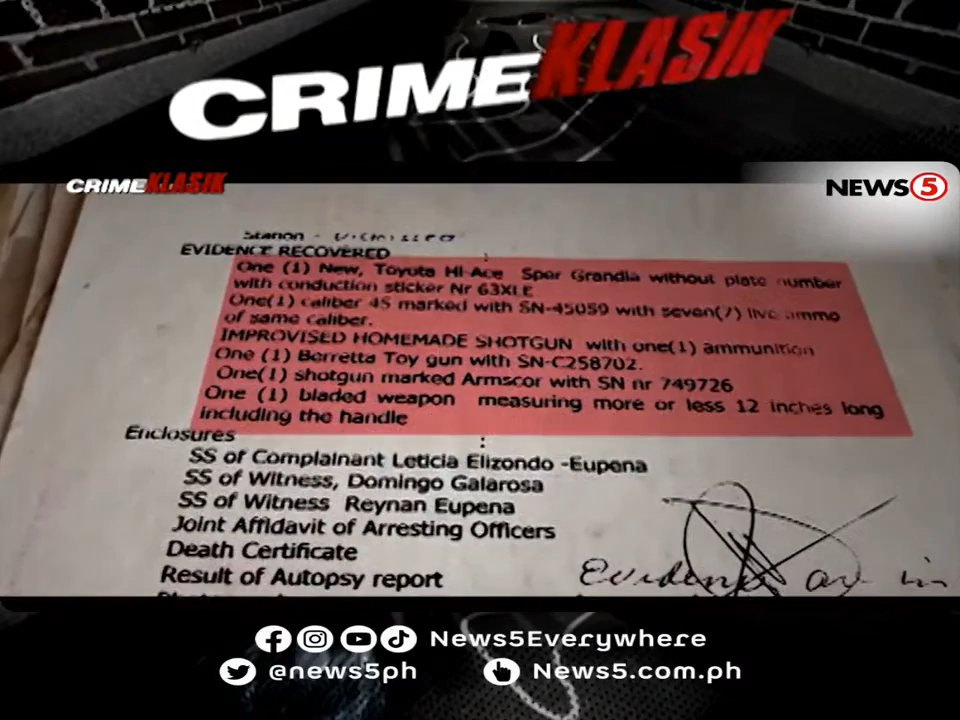 CRIMEKLASIK
CRIMEKLASIK
NEWS5
Station -
EVIDENCE RECOVERED :
One (1) New, Toyota Hi-Ace Sper Grandia without plate number
with conduction sticker Nr 63XLE
One(1) caliber 45 marked with SN-45059 with seven(7) live ammo
of same caliber.
IMPROVISED HOMEMADE SHOTGUN with one(1) ammunition
One (1) Berretta Toy gun with SN-C258702.
One(1) shotgun marked Armscor with SN nr 749726
One (1) bladed weapon measuring more or less 12 inches long
including the handle
Enclosures :
SS of Complainant Leticia Elizondo -Eupena
SS of Witness, Domingo Galarosa
SS of Witness Reynan Eupena
Joint Affidavit of Arresting Officers
Death Certificate
Result of Autopsy report
in
News5Everywhere
@news5ph
News5.com.ph